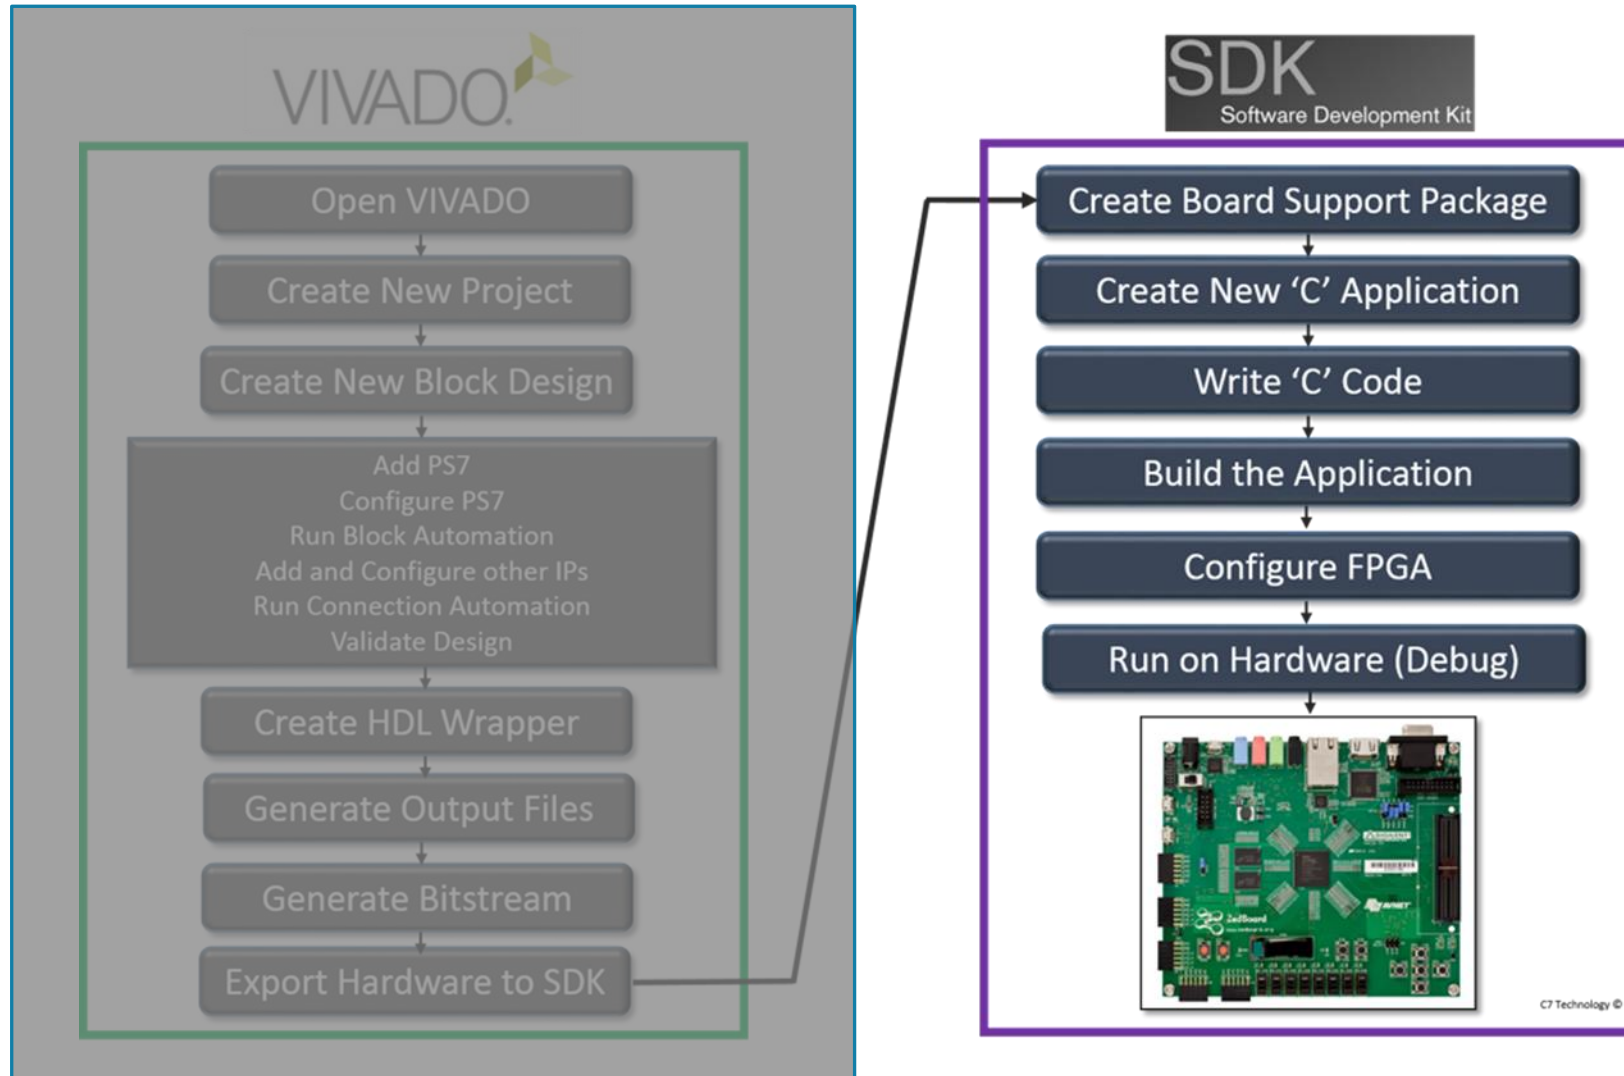 VIVADO.
Open VIVADO
Create New Project
Create New Block Design
Add PS7
Configure PS7
Run Block Automation
Add and Configure other IPs
Run Connection Automation
Validate Design
Create HDL Wrapper
Generate Output Files
Generate Bitstream
Export Hardware to SDK
SDK
Software Development Kit
Create Board Support Package
Create New ‘C’ Application
Write ‘C’ Code
Build the Application
Configure FPGA
Run on Hardware (Debug)
ZedBoard
C7 Technology ©